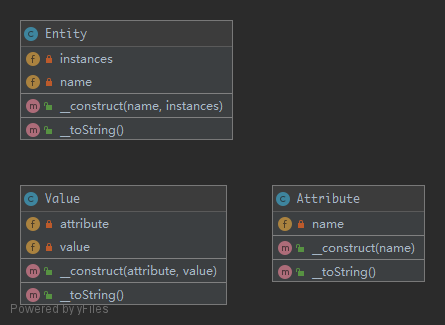 Entity
instances
name
__construct(name, instances)
__toString()
Value
attribute
value
__construct(attribute, value)
__toString()
Attribute
name
__construct(name)
__toString()
Powered by yFiles